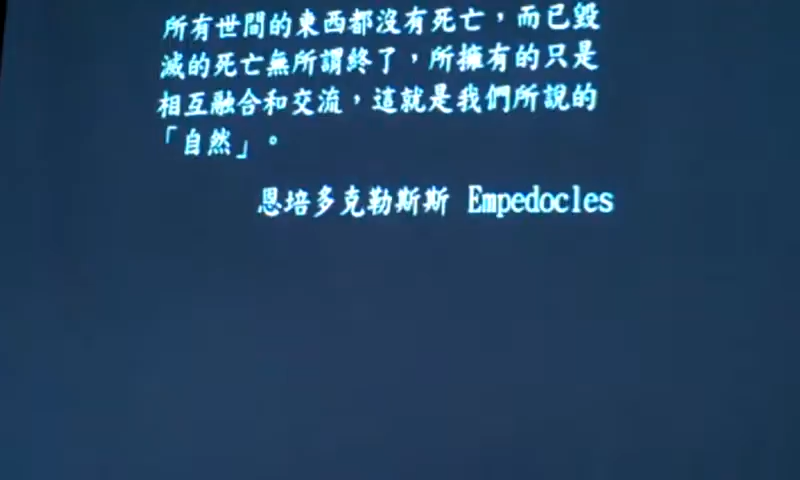 所有世間的東西都沒有死亡，而已毀
滅的死亡無所謂終了，所擁有的只是
相互融合和交流，這就是我們所說的
「自然」。
恩培多克勒斯斯 Empedocles